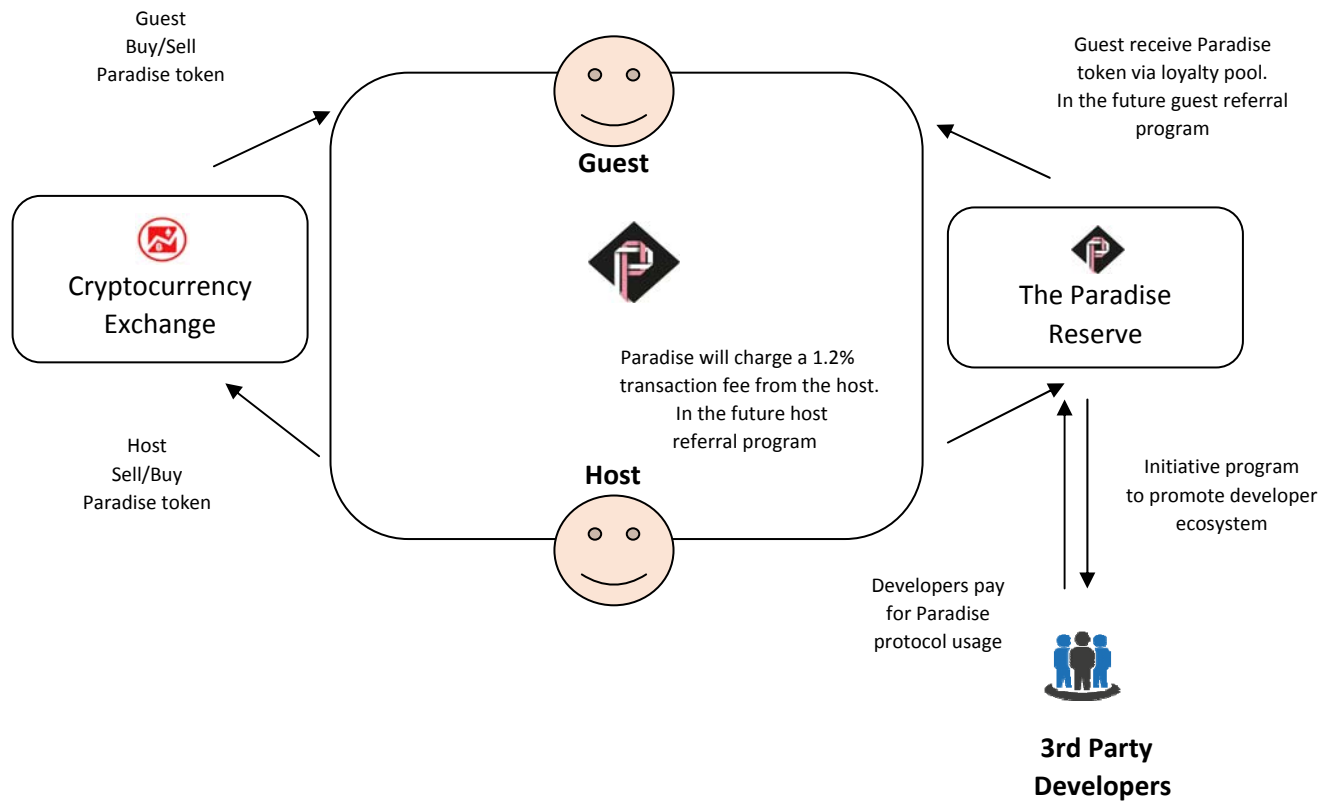 Guest
Buy/Sell
Paradise token
Guest receive Paradise
token via loyalty pool.
In the future guest referral
program
Guest
Cryptocurrency
Exchange
The Paradise
Reserve
Paradise will charge a 1.2%
transaction fee from the host.
In the future host
referral program
Host
Sell/Buy
Paradise token
Host
Initiative program
to promote developer
ecosystem
Developers pay
for Paradise
protocol usage
3rd Party
Developers